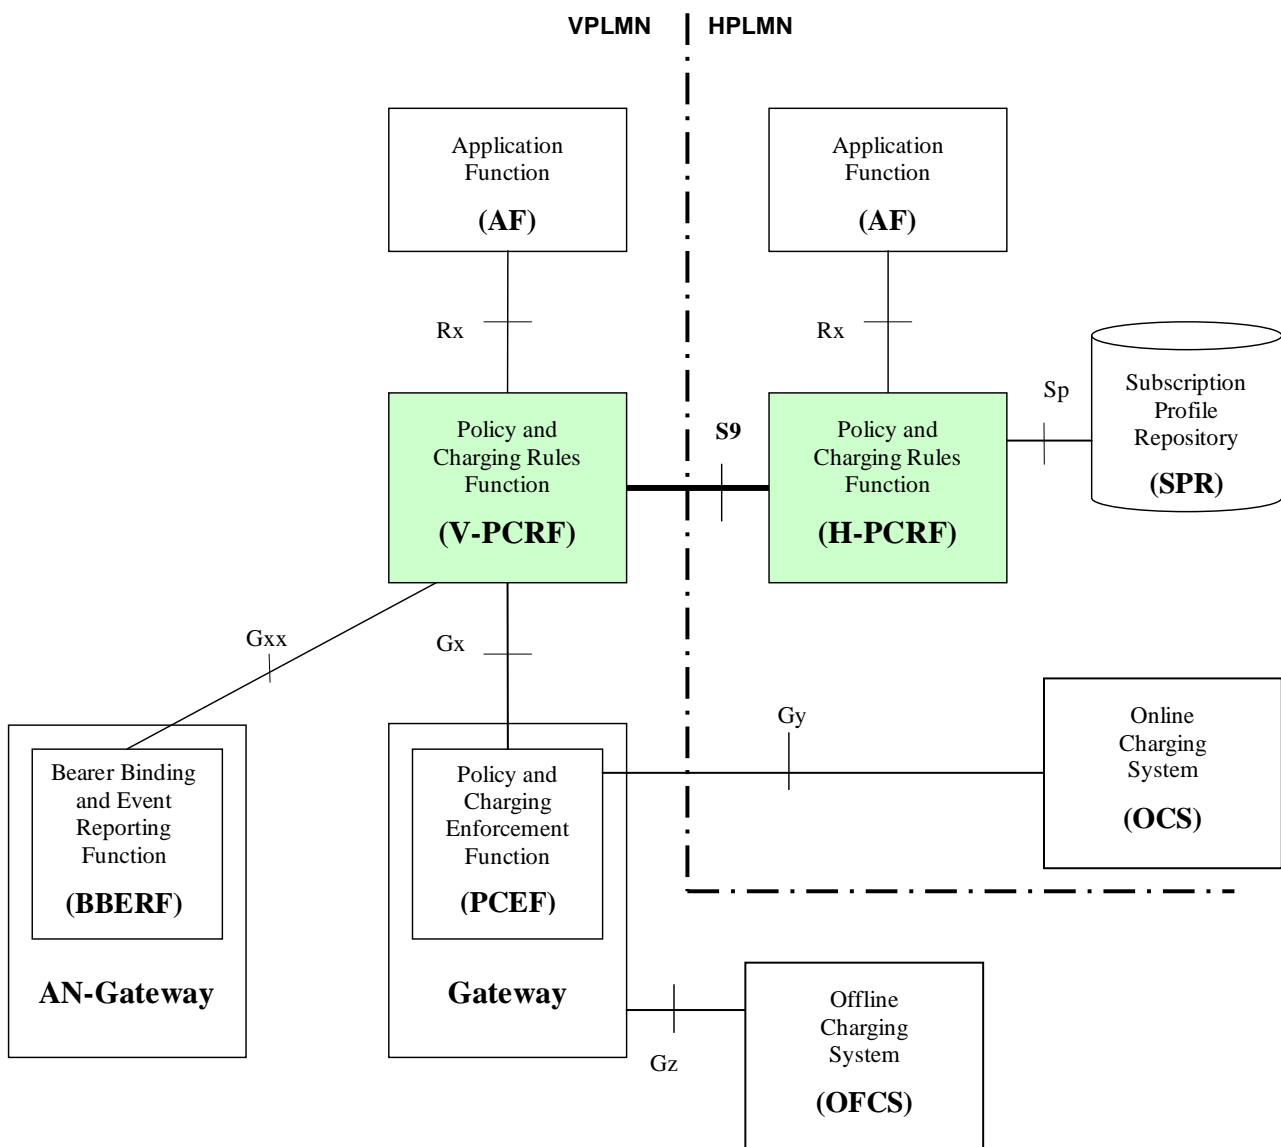 VPLMN
HPLMN
Application
Function
(AF)
Application
Function
(AF)
Rx
Rx
Policy and
Charging Rules
Function
(V-PCRF)
S9
Policy and
Charging Rules
Function
(H-PCRF)
Sp
Subscription
Profile
Repository
(SPR)
Gxx
Gx
Gy
Bearer Binding
and Event
Reporting
Function
(BBERF)
AN-Gateway
Policy and
Charging
Enforcement
Function
(PCEF)
Gateway
Online
Charging
System
(OCS)
Gz
Offline
Charging
System
(OFCS)